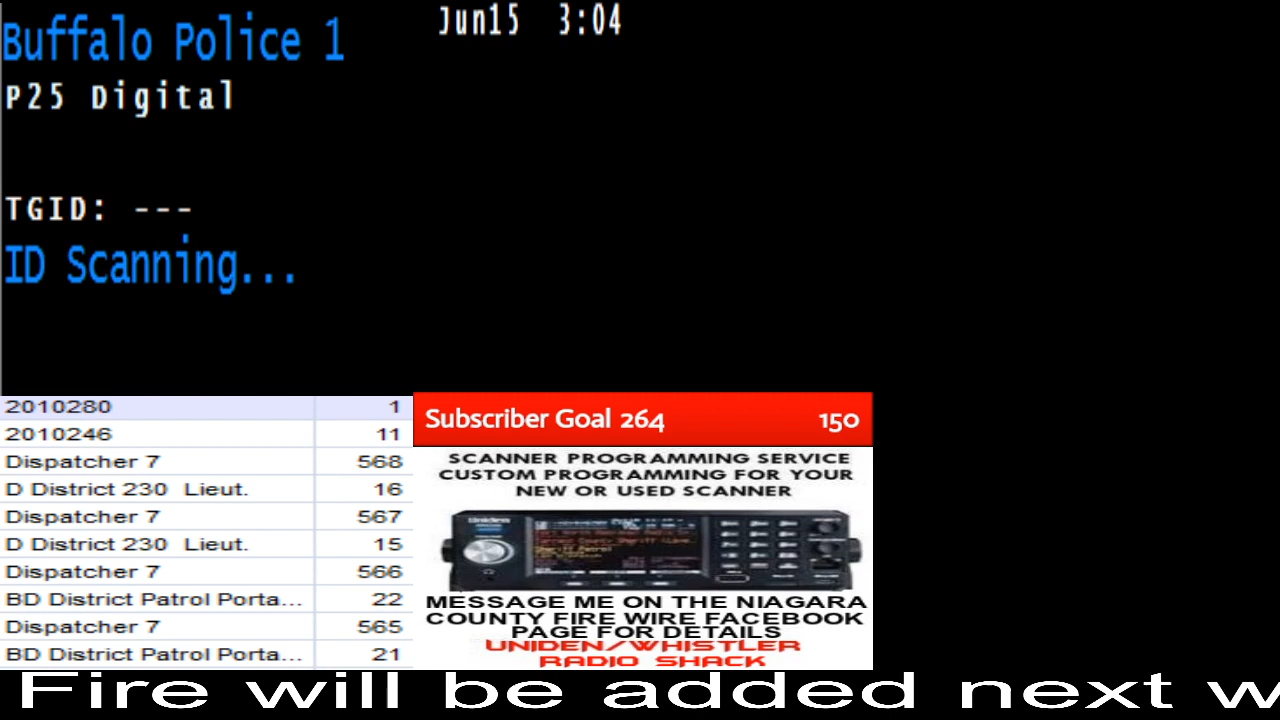 Buffalo Police 1
Jun15 3:04
P25 Digital
TGID: ---
ID Scanning...
2010280 1
2010246 11
Dispatcher 7 568
D District 230 Lieut. 16
Dispatcher 7 567
D District 230 Lieut. 15
Dispatcher 7 566
BD District Patrol Porta... 22
Dispatcher 7 565
BD District Patrol Porta... 21
Subscriber Goal 264 150
SCANNER PROGRAMMING SERVICE
CUSTOM PROGRAMMING FOR YOUR
NEW OR USED SCANNER
Uniden
MESSAGE ME ON THE NIAGARA
COUNTY FIRE WIRE FACEBOOK
PAGE FOR DETAILS
UNIDEN/WHISTLER
RADIO SHACK
Fire will be added next w